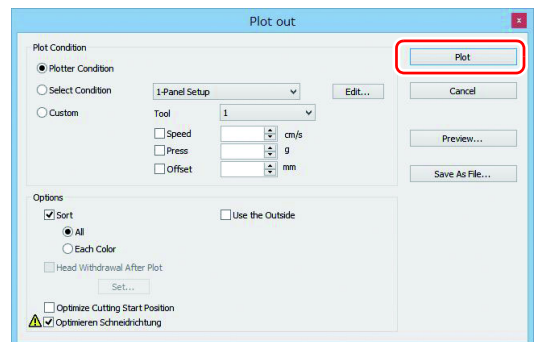 Plot out
x
Plot Condition
Plotter Condition
Select Condition 1-Panel Setup Edit...
Custom Tool 1
Speed cm/s
Press g
Offset mm
Plot
Cancel
Preview...
Save As File...
Options
Sort Use the Outside
All
Each Color
Head Withdrawal After Plot
Set...
Optimize Cutting Start Position
Optimieren Schneidrichtung